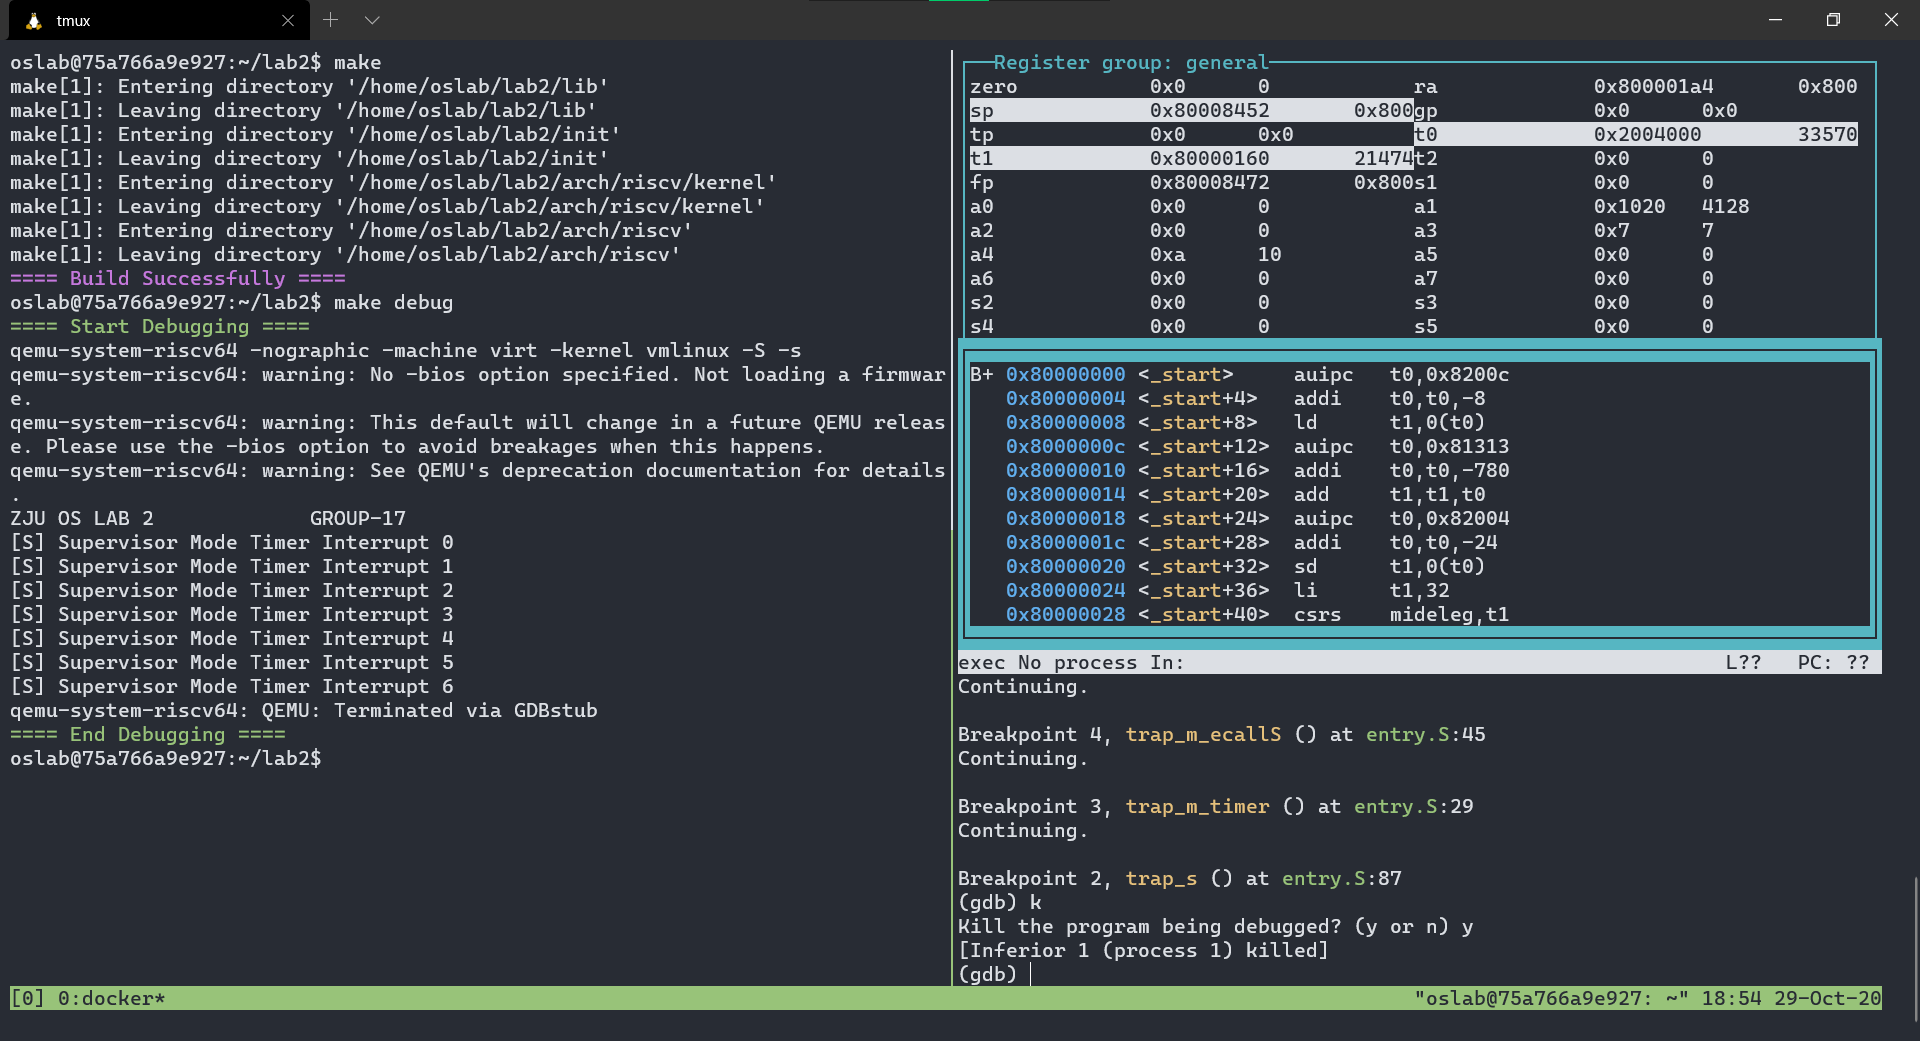 tmux
oslab@75a766a9e927:~/lab2$ make
make[1]: Entering directory '/home/oslab/lab2/lib'
make[1]: Leaving directory '/home/oslab/lab2/lib'
make[1]: Entering directory '/home/oslab/lab2/init'
make[1]: Leaving directory '/home/oslab/lab2/init'
make[1]: Entering directory '/home/oslab/lab2/arch/riscv/kernel'
make[1]: Leaving directory '/home/oslab/lab2/arch/riscv/kernel'
make[1]: Entering directory '/home/oslab/lab2/arch/riscv'
make[1]: Leaving directory '/home/oslab/lab2/arch/riscv'
==== Build Successfully ====
oslab@75a766a9e927:~/lab2$ make debug
==== Start Debugging ====
qemu-system-riscv64 -nographic -machine virt -kernel vmlinux -S -s
qemu-system-riscv64: warning: No -bios option specified. Not loading a firmwar
e.
qemu-system-riscv64: warning: This default will change in a future QEMU releas
e. Please use the -bios option to avoid breakages when this happens.
qemu-system-riscv64: warning: See QEMU's deprecation documentation for details
.
ZJU OS LAB 2             GROUP-17
[S] Supervisor Mode Timer Interrupt 0
[S] Supervisor Mode Timer Interrupt 1
[S] Supervisor Mode Timer Interrupt 2
[S] Supervisor Mode Timer Interrupt 3
[S] Supervisor Mode Timer Interrupt 4
[S] Supervisor Mode Timer Interrupt 5
[S] Supervisor Mode Timer Interrupt 6
qemu-system-riscv64: QEMU: Terminated via GDBstub
==== End Debugging ====
oslab@75a766a9e927:~/lab2$
Register group: general
zero           0x0      0            ra             0x800001a4       0x800
sp             0x80008452       0x800gp             0x0      0x0
tp             0x0      0x0          t0             0x2004000        33570
t1             0x80000160       21474t2             0x0      0
fp             0x80008472       0x800s1             0x0      0
a0             0x0      0            a1             0x1020   4128
a2             0x0      0            a3             0x7      7
a4             0xa      10           a5             0x0      0
a6             0x0      0            a7             0x0      0
s2             0x0      0            s3             0x0      0
s4             0x0      0            s5             0x0      0
B+ 0x80000000 <_start>     auipc   t0,0x8200c
0x80000004 <_start+4>   addi    t0,t0,-8
0x80000008 <_start+8>   ld      t1,0(t0)
0x8000000c <_start+12>  auipc   t0,0x81313
0x80000010 <_start+16>  addi    t0,t0,-780
0x80000014 <_start+20>  add     t1,t1,t0
0x80000018 <_start+24>  auipc   t0,0x82004
0x8000001c <_start+28>  addi    t0,t0,-24
0x80000020 <_start+32>  sd      t1,0(t0)
0x80000024 <_start+36>  li      t1,32
0x80000028 <_start+40>  csrs    mideleg,t1
exec No process In:                                             L??   PC: ??
Continuing.
Breakpoint 4, trap_m_ecallS () at entry.S:45
Continuing.
Breakpoint 3, trap_m_timer () at entry.S:29
Continuing.
Breakpoint 2, trap_s () at entry.S:87
(gdb) k
Kill the program being debugged? (y or n) y
[Inferior 1 (process 1) killed]
(gdb)
[0] 0:docker*                                        "oslab@75a766a9e927: ~" 18:54 29-Oct-20